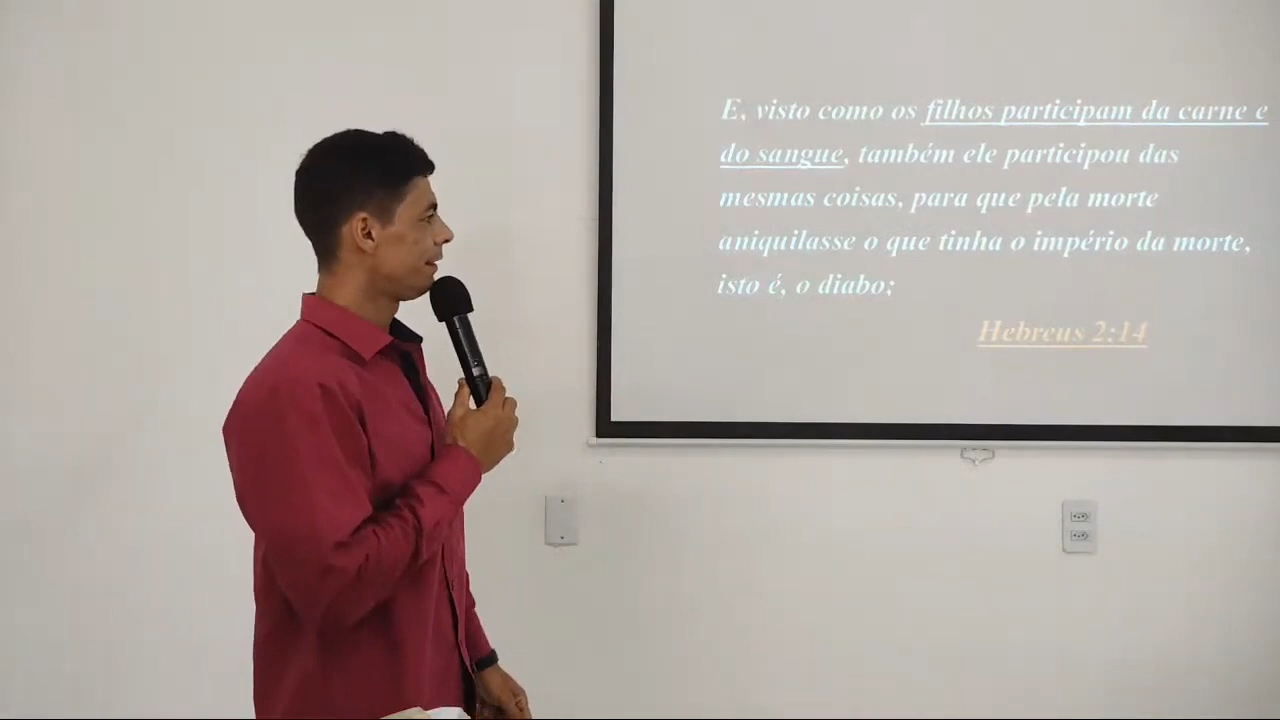 E, visto como os filhos participam da carne e
do sangue, também ele participou das
mesmas coisas, para que pela morte
aniquilasse o que tinha o império da morte,
isto é, o diabo;
Hebreus 2:14